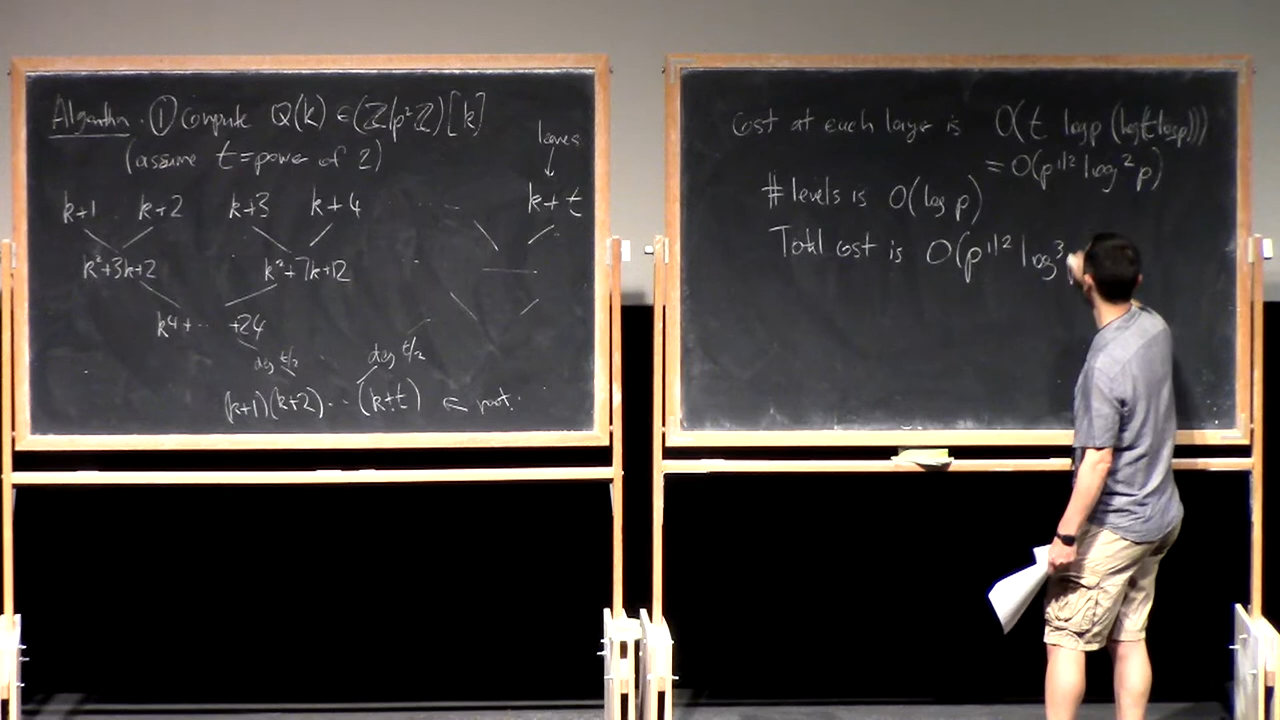 Algorithm. ① Compute Q(k) ∈ (ℤ/p²ℤ)[k]
(assume t = power of 2)
leaves
k+1 k+2 k+3 k+4 ... k+t
k²+3k+2 k²+7k+12
k⁴+ ... +24
deg t/2 deg t/2
(k+1)(k+2)...(k+t) ← root.
Cost at each layer is O(t log p (log(t log p)))
= O(p^{1/2} log² p)
# levels is O(log p)
Total cost is O(p^{1/2} log³